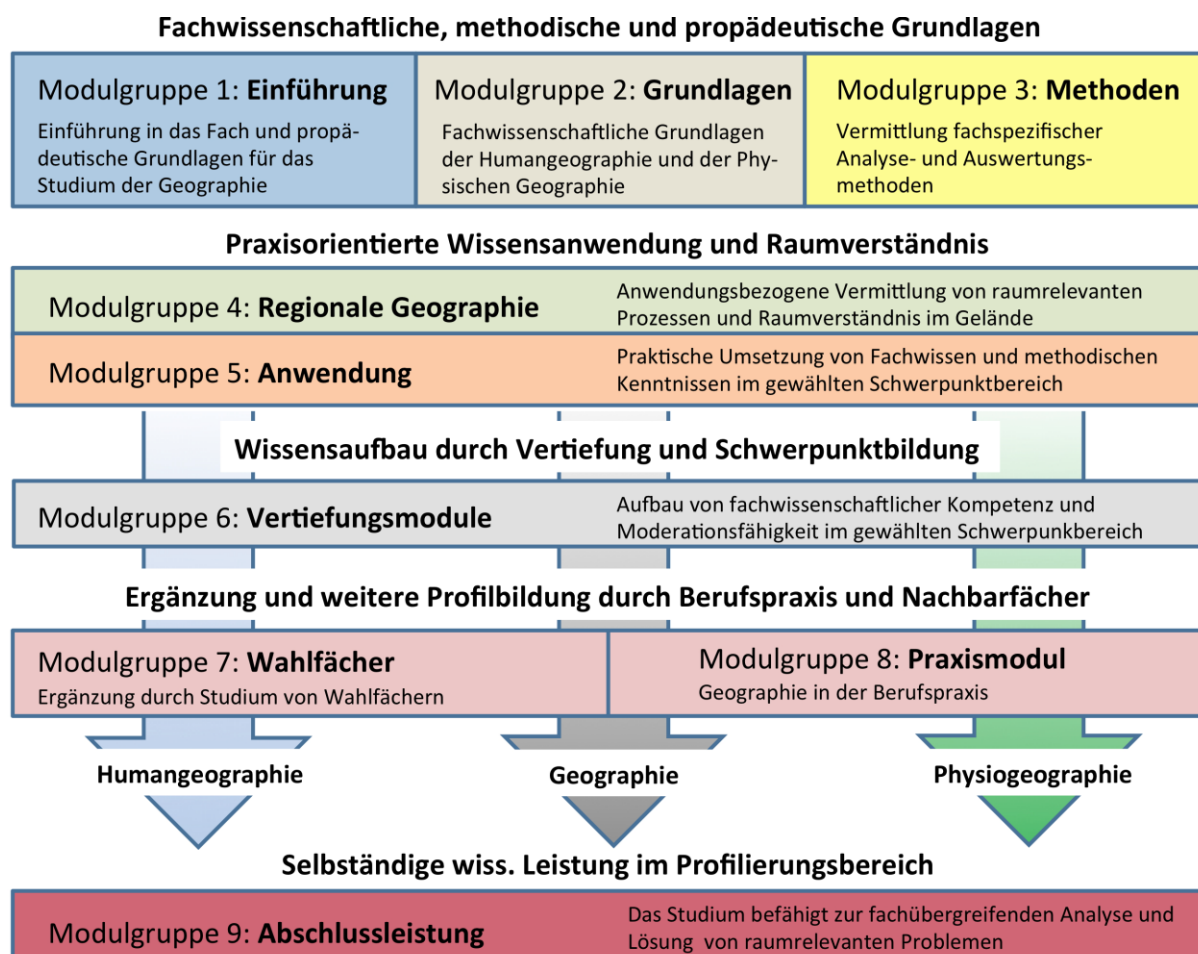 Fachwissenschaftliche, methodische und propädeutische Grundlagen
Modulgruppe 1: Einführung
Einführung in das Fach und propä-
deutische Grundlagen für das
Studium der Geographie
Modulgruppe 2: Grundlagen
Fachwissenschaftliche Grundlagen
der Humangeographie und der Phy-
sischen Geographie
Modulgruppe 3: Methoden
Vermittlung fachspezifischer
Analyse- und Auswertungs-
methoden
Praxisorientierte Wissensanwendung und Raumverständnis
Modulgruppe 4: Regionale Geographie
Anwendungsbezogene Vermittlung von raumrelevanten
Prozessen und Raumverständnis im Gelände
Modulgruppe 5: Anwendung
Praktische Umsetzung von Fachwissen und methodischen
Kenntnissen im gewählten Schwerpunktbereich
Wissensaufbau durch Vertiefung und Schwerpunktbildung
Modulgruppe 6: Vertiefungsmodule
Aufbau von fachwissenschaftlicher Kompetenz und
Moderationsfähigkeit im gewählten Schwerpunkbereich
Ergänzung und weitere Profilbildung durch Berufspraxis und Nachbarfächer
Modulgruppe 7: Wahlfächer
Ergänzung durch Studium von Wahlfächern
Modulgruppe 8: Praxismodul
Geographie in der Berufspraxis
Humangeographie
Geographie
Physiogeographie
Selbständige wiss. Leistung im Profilierungsbereich
Modulgruppe 9: Abschlussleistung
Das Studium befähigt zur fachübergreifenden Analyse und
Lösung von raumrelevanten Problemen